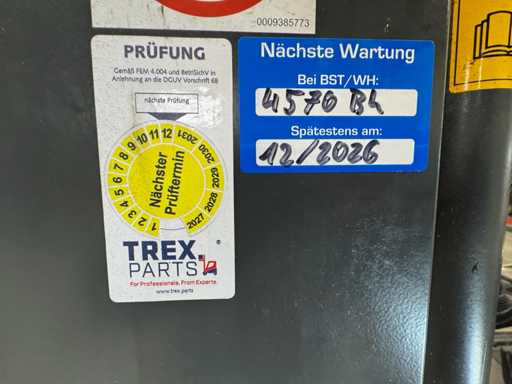 0009385773
PRÜFUNG
Gemäß FEM 4.004 und BetrSichV in
Anlehnung an die DGUV Vorschrift 68
nächste Prüfung
1 2 3 4 5 6 7 8 9 10 11 12
2031 2030 2029 2028 2027
Nächster
Prüftermin
TREX.
PARTS
®
For Professionals. From Experts.
www.trex.parts
Nächste Wartung
Bei BST/WH:
4570 Bh
Spätestens am:
12/2026